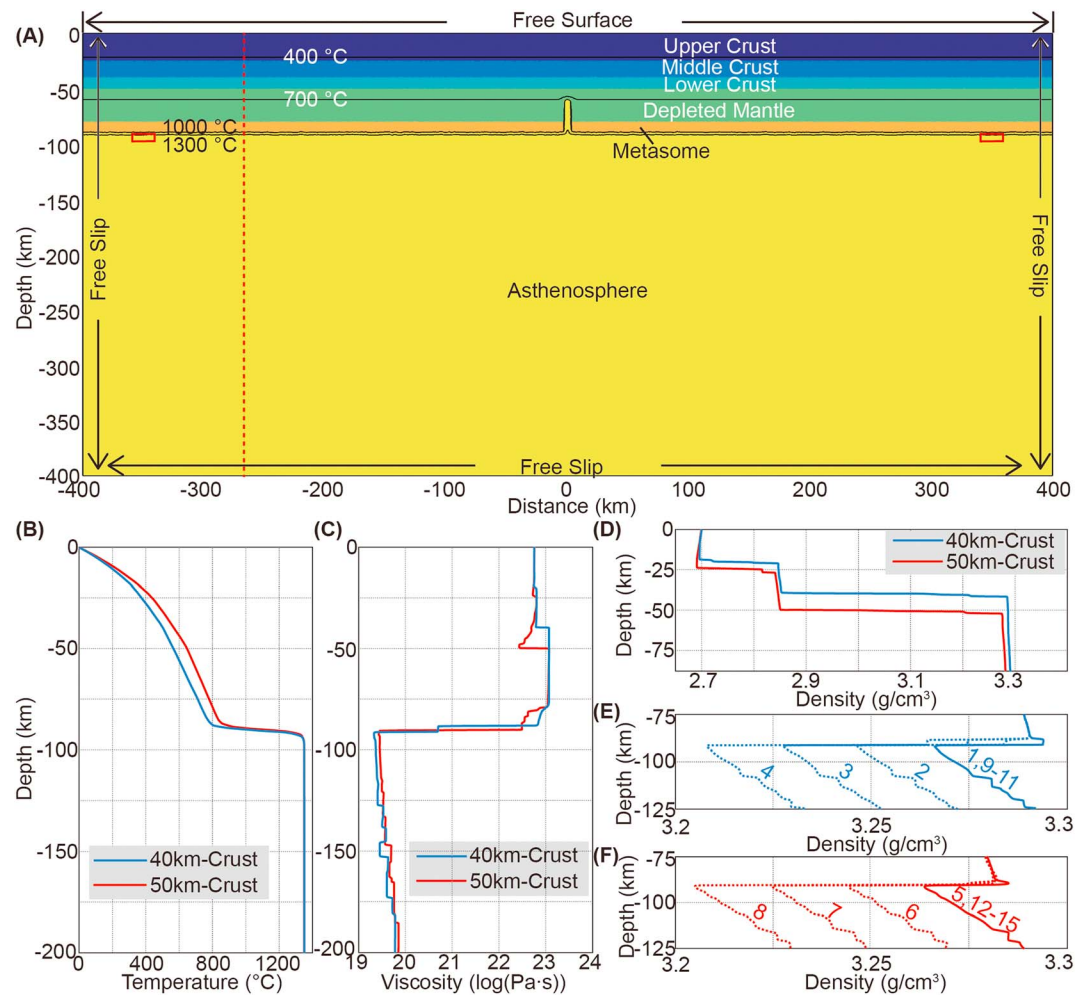 Free Surface
(A)
0
-50
-100
-150
-200
-250
-300
-350
-400
Depth (km)
Free Slip
400 °C
700 °C
1000 °C
1300 °C
Upper Crust
Middle Crust
Lower Crust
Depleted Mantle
Metasome
Asthenosphere
Free Slip
Free Slip
-400
-300
-200
-100
0
100
200
300
400
Distance (km)
(B)
0
-50
-100
-150
-200
Depth (km)
40km-Crust
50km-Crust
0
400
800
1200
Temperature (°C)
(C)
0
-50
-100
-150
-200
40km-Crust
50km-Crust
19
20
21
22
23
24
Viscosity (log(Pa·s))
(D)
0
-25
-50
-75
Depth (km)
40km-Crust
50km-Crust
2.7
2.9
3.1
3.3
Density (g/cm³)
(E)
-75
-100
-125
Depth (km)
4
3
2
1,9-11
3.2
3.25
3.3
Density (g/cm³)
(F)
-75
-100
-125
Depth (km)
8
7
6
5,12-15
3.2
3.25
3.3
Density (g/cm³)